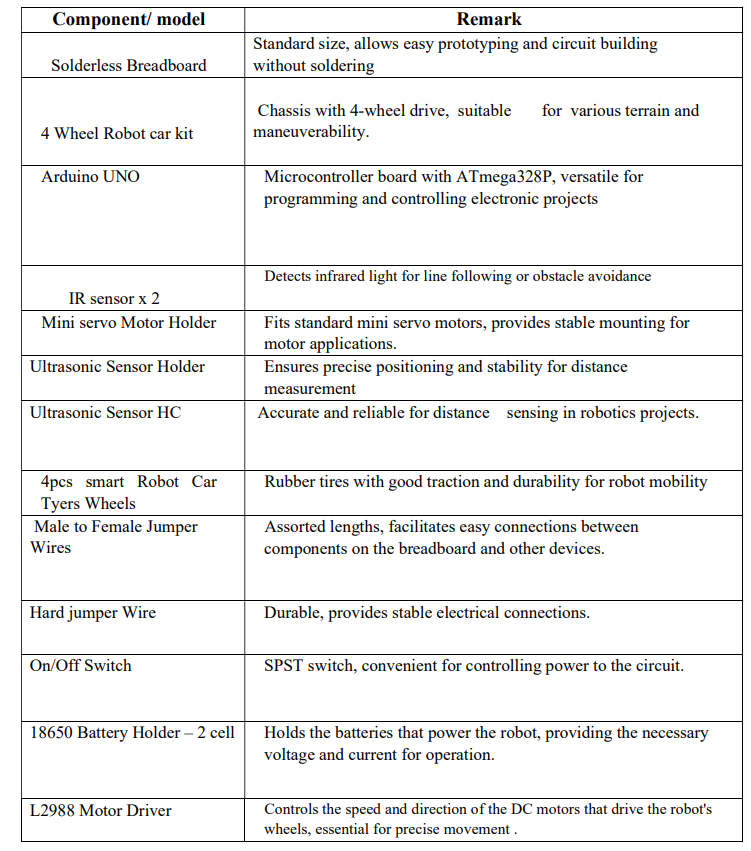 Component/ model
Remark
Solderless Breadboard
Standard size, allows easy prototyping and circuit building
without soldering
4 Wheel Robot car kit
Chassis with 4-wheel drive, suitable for various terrain and
maneuverability.
Arduino UNO
Microcontroller board with ATmega328P, versatile for
programming and controlling electronic projects
IR sensor x 2
Detects infrared light for line following or obstacle avoidance
Mini servo Motor Holder
Fits standard mini servo motors, provides stable mounting for
motor applications.
Ultrasonic Sensor Holder
Ensures precise positioning and stability for distance
measurement
Ultrasonic Sensor HC
Accurate and reliable for distance sensing in robotics projects.
4pcs smart Robot Car
Tyers Wheels
Rubber tires with good traction and durability for robot mobility
Male to Female Jumper
Wires
Assorted lengths, facilitates easy connections between
components on the breadboard and other devices.
Hard jumper Wire
Durable, provides stable electrical connections.
On/Off Switch
SPST switch, convenient for controlling power to the circuit.
18650 Battery Holder – 2 cell
Holds the batteries that power the robot, providing the necessary
voltage and current for operation.
L2988 Motor Driver
Controls the speed and direction of the DC motors that drive the robot's
wheels, essential for precise movement .